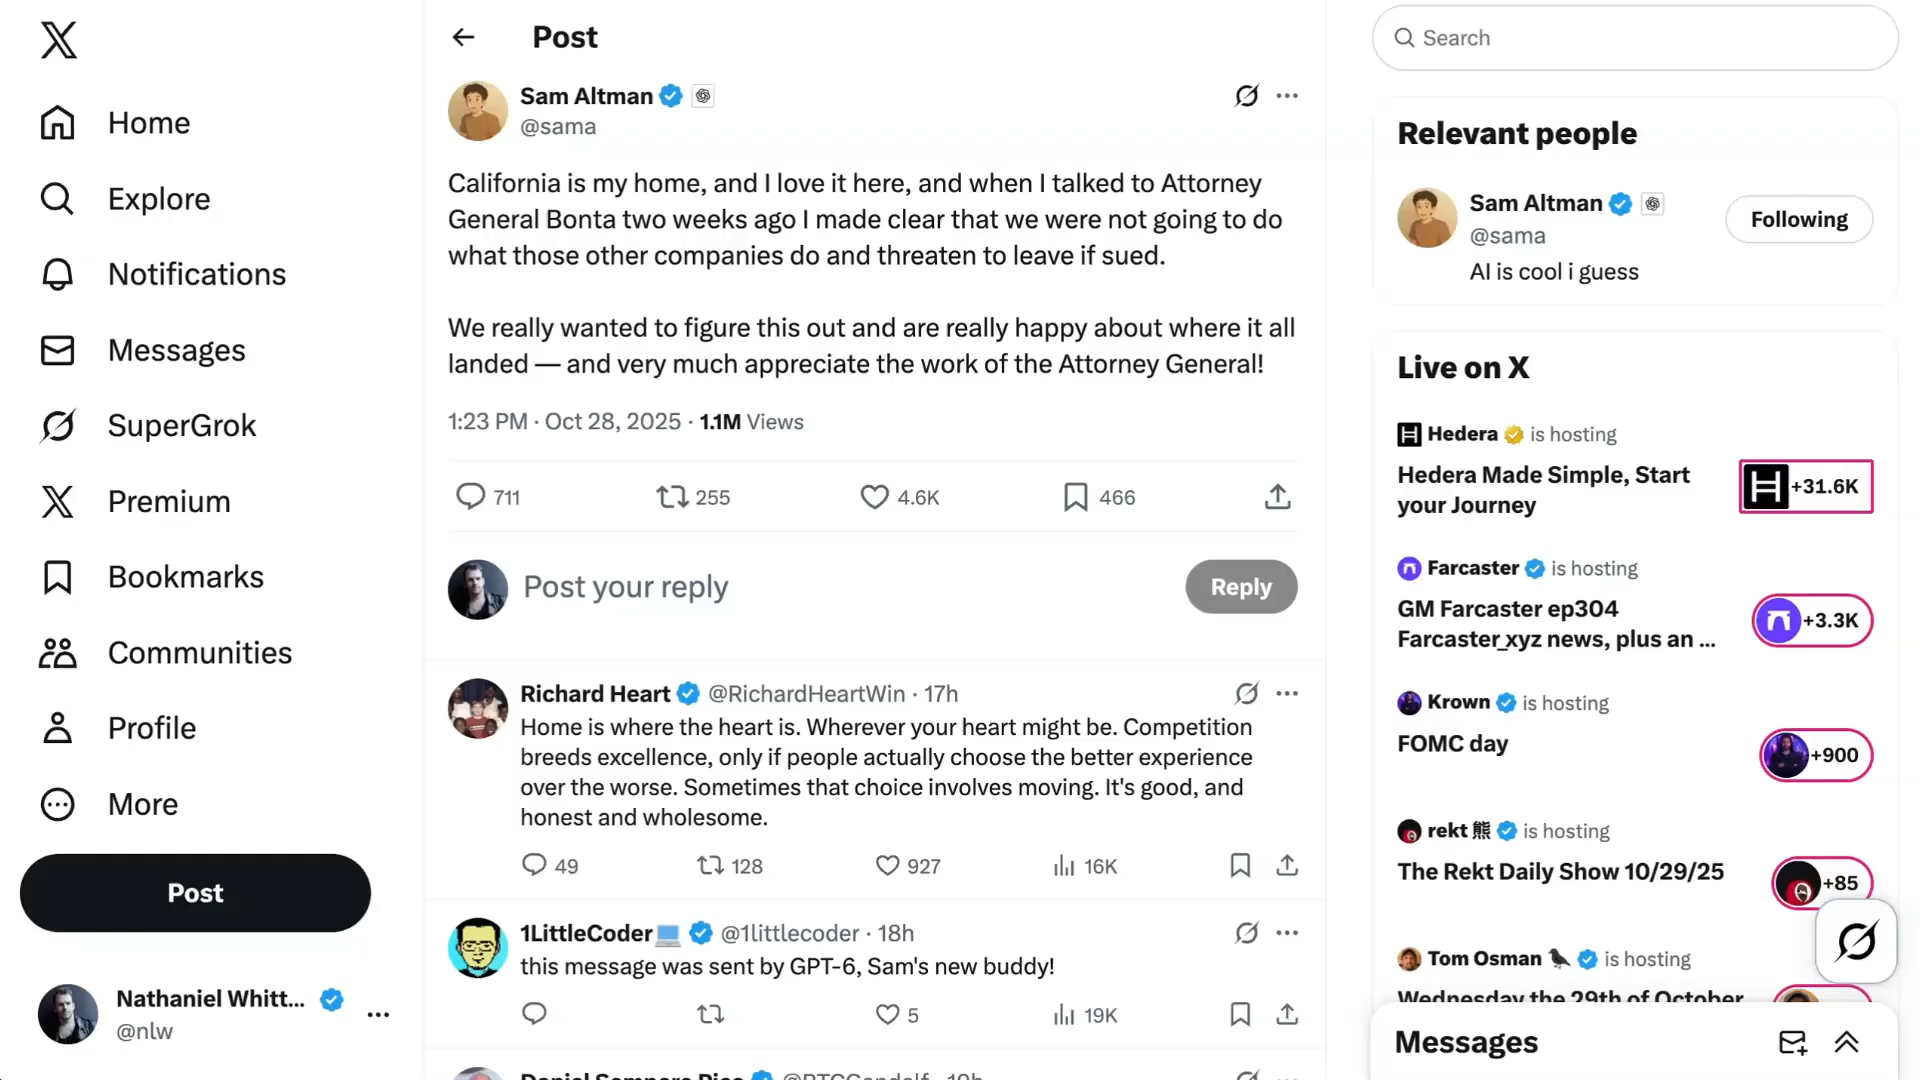 Home
Explore
Notifications
Messages
SuperGrok
Premium
Bookmarks
Communities
Profile
More
Post
Nathaniel Whitt...
@nlw
Post
Sam Altman
@sama
California is my home, and I love it here, and when I talked to Attorney
General Bonta two weeks ago I made clear that we were not going to do
what those other companies do and threaten to leave if sued.
We really wanted to figure this out and are really happy about where it all
landed — and very much appreciate the work of the Attorney General!
1:23 PM · Oct 28, 2025 · 1.1M Views
711 255 4.6K 466
Post your reply
Reply
Richard Heart @RichardHeartWin · 17h
Home is where the heart is. Wherever your heart might be. Competition
breeds excellence, only if people actually choose the better experience
over the worse. Sometimes that choice involves moving. It's good, and
honest and wholesome.
49 128 927 16K
1LittleCoder💻 @1littlecoder · 18h
this message was sent by GPT-6, Sam's new buddy!
5 19K
Search
Relevant people
Sam Altman
@sama
Following
AI is cool i guess
Live on X
Hedera is hosting
Hedera Made Simple, Start
your Journey
+31.6K
Farcaster is hosting
GM Farcaster ep304
Farcaster_xyz news, plus an ...
+3.3K
Krown is hosting
FOMC day
+900
rekt 熊 is hosting
The Rekt Daily Show 10/29/25
+85
Tom Osman 🐦‍⬛ is hosting
Wednesday the 29th of October
Messages